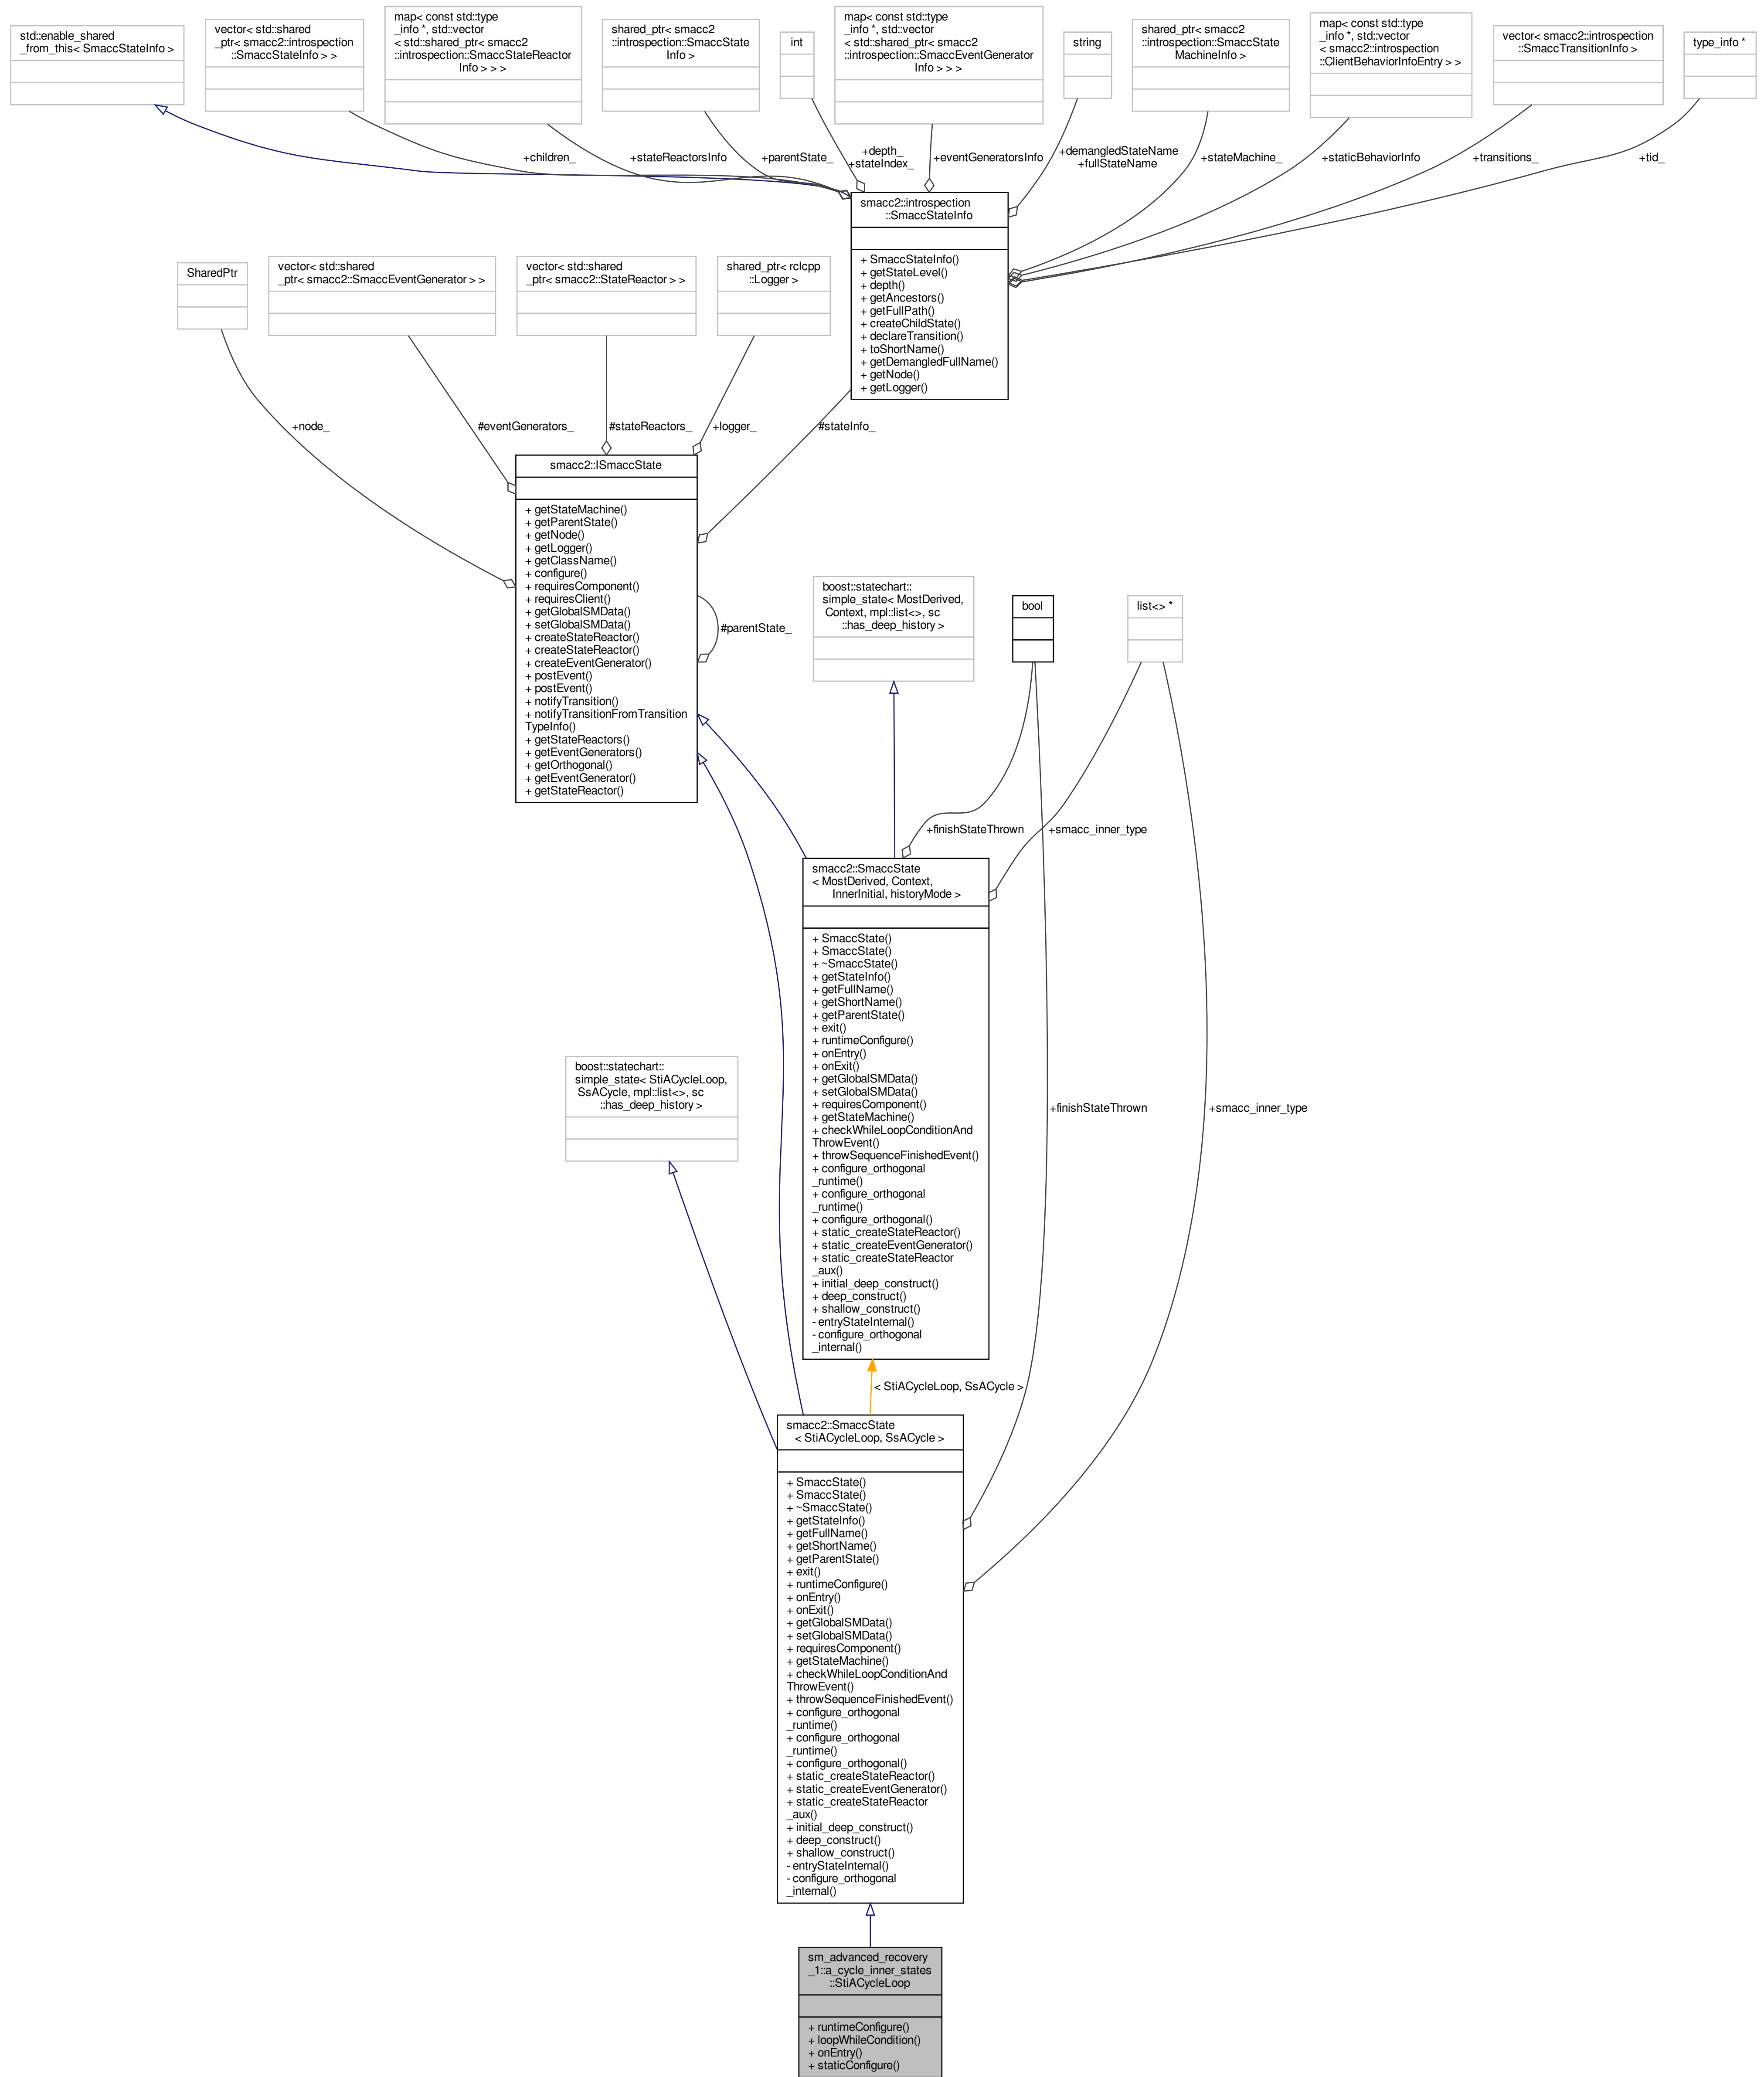 std::enable_shared
_from_this< SmaccStateInfo >
vector< std::shared
_ptr< smacc2::introspection
::SmaccStateInfo > >
map< const std::type
_info *, std::vector
< std::shared_ptr< smacc2
::introspection::SmaccStateReactor
Info > > >
shared_ptr< smacc2
::introspection::SmaccState
Info >
int
map< const std::type
_info *, std::vector
< std::shared_ptr< smacc2
::introspection::SmaccEventGenerator
Info > > >
string
shared_ptr< smacc2
::introspection::SmaccState
MachineInfo >
map< const std::type
_info *, std::vector
< smacc2::introspection
::ClientBehaviorInfoEntry > >
vector< smacc2::introspection
::SmaccTransitionInfo >
type_info *
+children_
+stateReactorsInfo
+parentState_
+depth_
+stateIndex_
+eventGeneratorsInfo
+demangledStateName
+fullStateName
+stateMachine_
+staticBehaviorInfo
+transitions_
+tid_
smacc2::introspection
::SmaccStateInfo
+ SmaccStateInfo()
+ getStateLevel()
+ depth()
+ getAncestors()
+ getFullPath()
+ createChildState()
+ declareTransition()
+ toShortName()
+ getDemangledFullName()
+ getNode()
+ getLogger()
SharedPtr
vector< std::shared
_ptr< smacc2::SmaccEventGenerator > >
vector< std::shared
_ptr< smacc2::StateReactor > >
shared_ptr< rclcpp
::Logger >
+node_
#eventGenerators_
#stateReactors_
+logger_
#stateInfo_
smacc2::ISmaccState
+ getStateMachine()
+ getParentState()
+ getNode()
+ getLogger()
+ getClassName()
+ configure()
+ requiresComponent()
+ requiresClient()
+ getGlobalSMData()
+ setGlobalSMData()
+ createStateReactor()
+ createStateReactor()
+ createEventGenerator()
+ postEvent()
+ postEvent()
+ notifyTransition()
+ notifyTransitionFromTransition
TypeInfo()
+ getStateReactors()
+ getEventGenerators()
+ getOrthogonal()
+ getEventGenerator()
+ getStateReactor()
#parentState_
boost::statechart::
simple_state< MostDerived,
Context, mpl::list<>, sc
::has_deep_history >
bool
list<> *
+finishStateThrown
+smacc_inner_type
smacc2::SmaccState
< MostDerived, Context,
InnerInitial, historyMode >
+ SmaccState()
+ SmaccState()
+ ~SmaccState()
+ getStateInfo()
+ getFullName()
+ getShortName()
+ getParentState()
+ exit()
+ runtimeConfigure()
+ onEntry()
+ onExit()
+ getGlobalSMData()
+ setGlobalSMData()
+ requiresComponent()
+ getStateMachine()
+ checkWhileLoopConditionAnd
ThrowEvent()
+ throwSequenceFinishedEvent()
+ configure_orthogonal
_runtime()
+ configure_orthogonal
_runtime()
+ configure_orthogonal()
+ static_createStateReactor()
+ static_createEventGenerator()
+ static_createStateReactor
_aux()
+ initial_deep_construct()
+ deep_construct()
+ shallow_construct()
- entryStateInternal()
- configure_orthogonal
_internal()
boost::statechart::
simple_state< StiACycleLoop,
SsACycle, mpl::list<>, sc
::has_deep_history >
+finishStateThrown
+smacc_inner_type
< StiACycleLoop, SsACycle >
smacc2::SmaccState
< StiACycleLoop, SsACycle >
+ SmaccState()
+ SmaccState()
+ ~SmaccState()
+ getStateInfo()
+ getFullName()
+ getShortName()
+ getParentState()
+ exit()
+ runtimeConfigure()
+ onEntry()
+ onExit()
+ getGlobalSMData()
+ setGlobalSMData()
+ requiresComponent()
+ getStateMachine()
+ checkWhileLoopConditionAnd
ThrowEvent()
+ throwSequenceFinishedEvent()
+ configure_orthogonal
_runtime()
+ configure_orthogonal
_runtime()
+ configure_orthogonal()
+ static_createStateReactor()
+ static_createEventGenerator()
+ static_createStateReactor
_aux()
+ initial_deep_construct()
+ deep_construct()
+ shallow_construct()
- entryStateInternal()
- configure_orthogonal
_internal()
sm_advanced_recovery
_1::a_cycle_inner_states
::StiACycleLoop
+ runtimeConfigure()
+ loopWhileCondition()
+ onEntry()
+ staticConfigure()